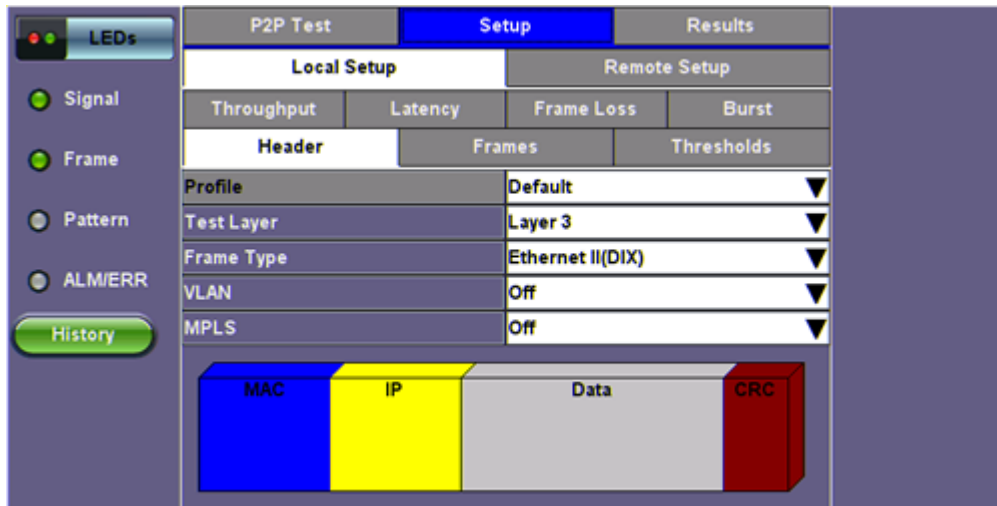 LEDs
P2P Test Setup Results
Local Setup Remote Setup
Signal
Throughput Latency Frame Loss Burst
Header Frames Thresholds
Frame
Profile Default
Pattern
Test Layer Layer 3
Frame Type Ethernet II(DIX)
ALM/ERR
VLAN Off
History
MPLS Off
MAC IP Data CRC